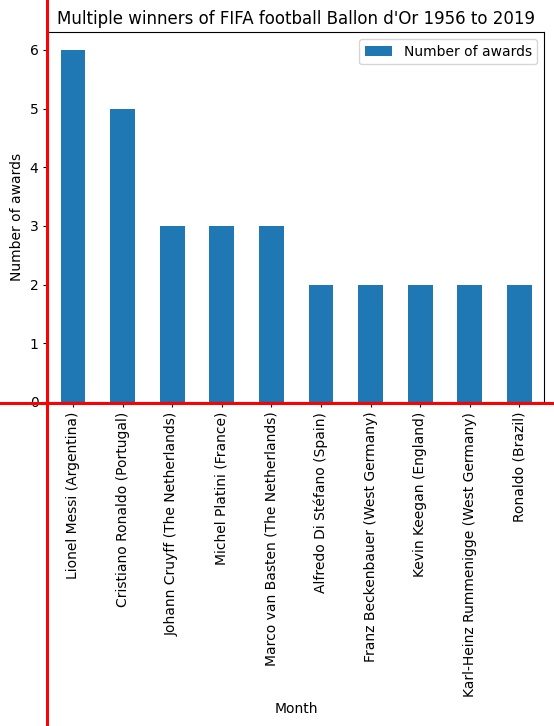 Multiple winners of FIFA football Ballon d'Or 1956 to 2019
Number of awards
Number of awards
6
5
4
3
2
1
0
Lionel Messi (Argentina)
Cristiano Ronaldo (Portugal)
Johann Cruyff (The Netherlands)
Michel Platini (France)
Marco van Basten (The Netherlands)
Alfredo Di Stéfano (Spain)
Franz Beckenbauer (West Germany)
Kevin Keegan (England)
Karl-Heinz Rummenigge (West Germany)
Ronaldo (Brazil)
Month